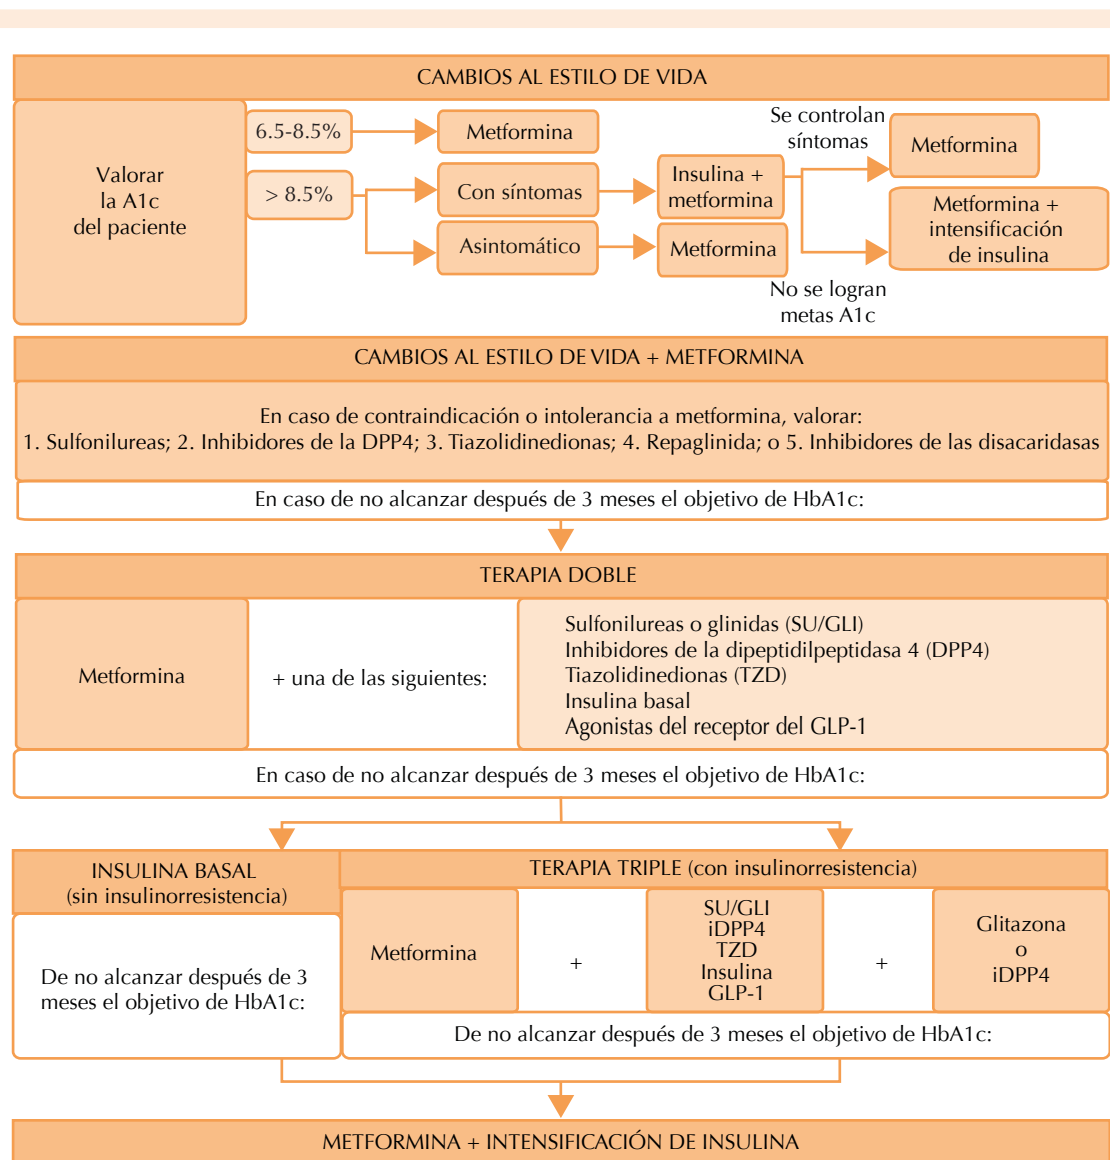 CAMBIOS AL ESTILO DE VIDA
Valorar
la A1c
del paciente
6.5-8.5%
Metformina
> 8.5%
Con síntomas
Insulina +
metformina
Se controlan
síntomas
Metformina
Asintomático
Metformina
Metformina +
intensificación
de insulina
No se logran
metas A1c
CAMBIOS AL ESTILO DE VIDA + METFORMINA
En caso de contraindicación o intolerancia a metformina, valorar:
1. Sulfonilureas; 2. Inhibidores de la DPP4; 3. Tiazolidinedionas; 4. Repaglinida; o 5. Inhibidores de las disacaridasas
En caso de no alcanzar después de 3 meses el objetivo de HbA1c:
TERAPIA DOBLE
Metformina
+ una de las siguientes:
Sulfonilureas o glinidas (SU/GLI)
Inhibidores de la dipeptidilpeptidasa 4 (DPP4)
Tiazolidinedionas (TZD)
Insulina basal
Agonistas del receptor del GLP-1
En caso de no alcanzar después de 3 meses el objetivo de HbA1c:
INSULINA BASAL
(sin insulinorresistencia)
De no alcanzar después de 3
meses el objetivo de HbA1c:
TERAPIA TRIPLE (con insulinorresistencia)
Metformina
+
SU/GLI
iDPP4
TZD
Insulina
GLP-1
+
Glitazona
o
iDPP4
De no alcanzar después de 3 meses el objetivo de HbA1c:
METFORMINA + INTENSIFICACIÓN DE INSULINA